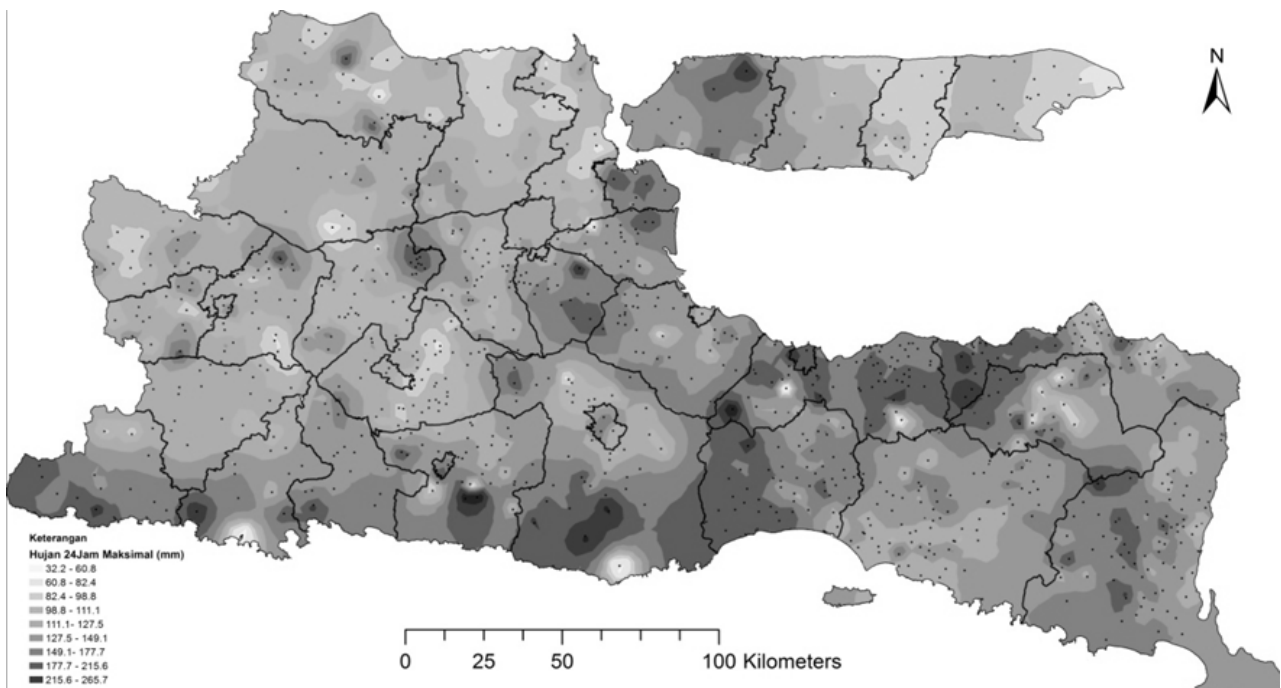 N
Keterangan
Hujan 24Jam Maksimal (mm)
32.2 - 60.8
60.8 - 82.4
82.4 - 98.8
98.8 - 111.1
111.1- 127.5
127.5 - 149.1
149.1- 177.7
177.7 - 215.6
215.6 - 265.7
0 25 50 100 Kilometers